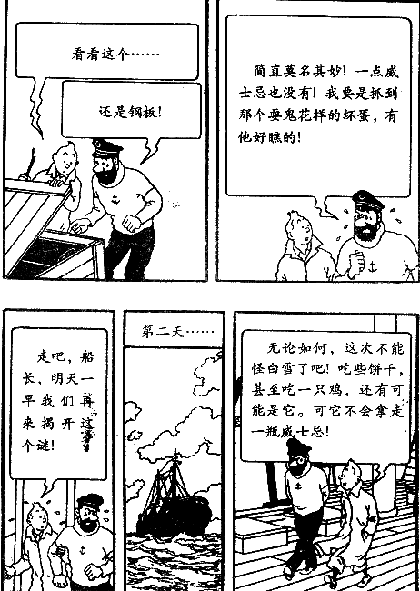 看看这个……
还是钢板!
简直莫名其妙! 一点威
士忌也没有! 我要是抓到
那个耍鬼花样的坏蛋, 有
他好瞧的!
走吧, 船
长, 明天一
早我们再
来揭开这
个谜!
第二天……
无论如何, 这次不能
怪白雪了吧! 吃些饼干,
甚至吃一只鸡, 还有可
能是它。可它不会拿走
一瓶威士忌!